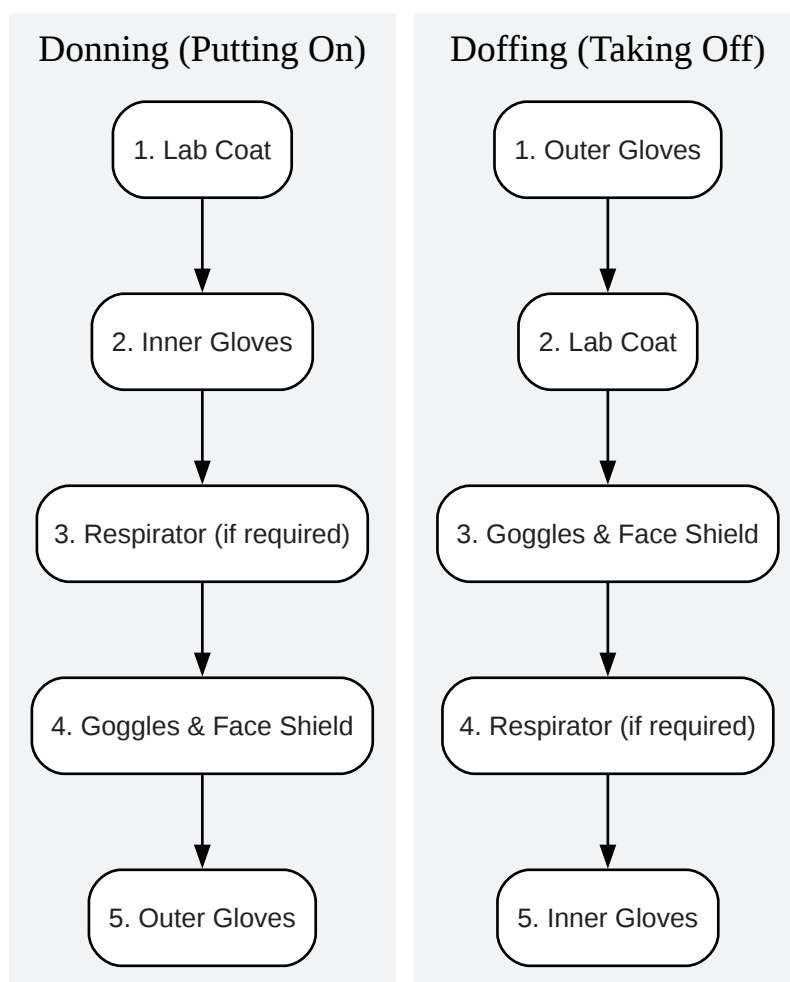 Donning (Putting On)
1. Lab Coat
2. Inner Gloves
3. Respirator (if required)
4. Goggles & Face Shield
5. Outer Gloves
Doffing (Taking Off)
1. Outer Gloves
2. Lab Coat
3. Goggles & Face Shield
4. Respirator (if required)
5. Inner Gloves